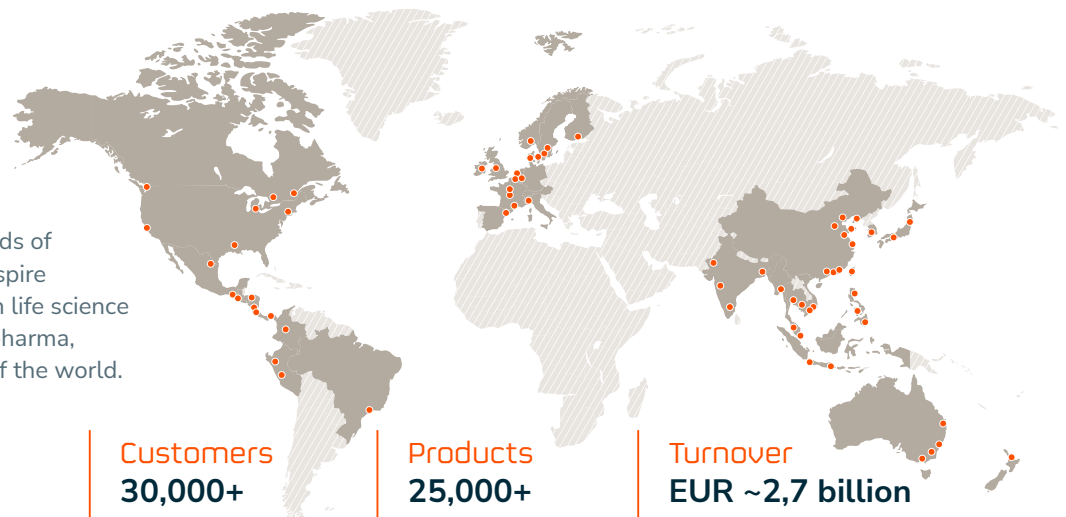 ds of
spire
n life science
harma,
f the world.
Customers
30,000+
Products
25,000+
Turnover
EUR ~2,7 billion